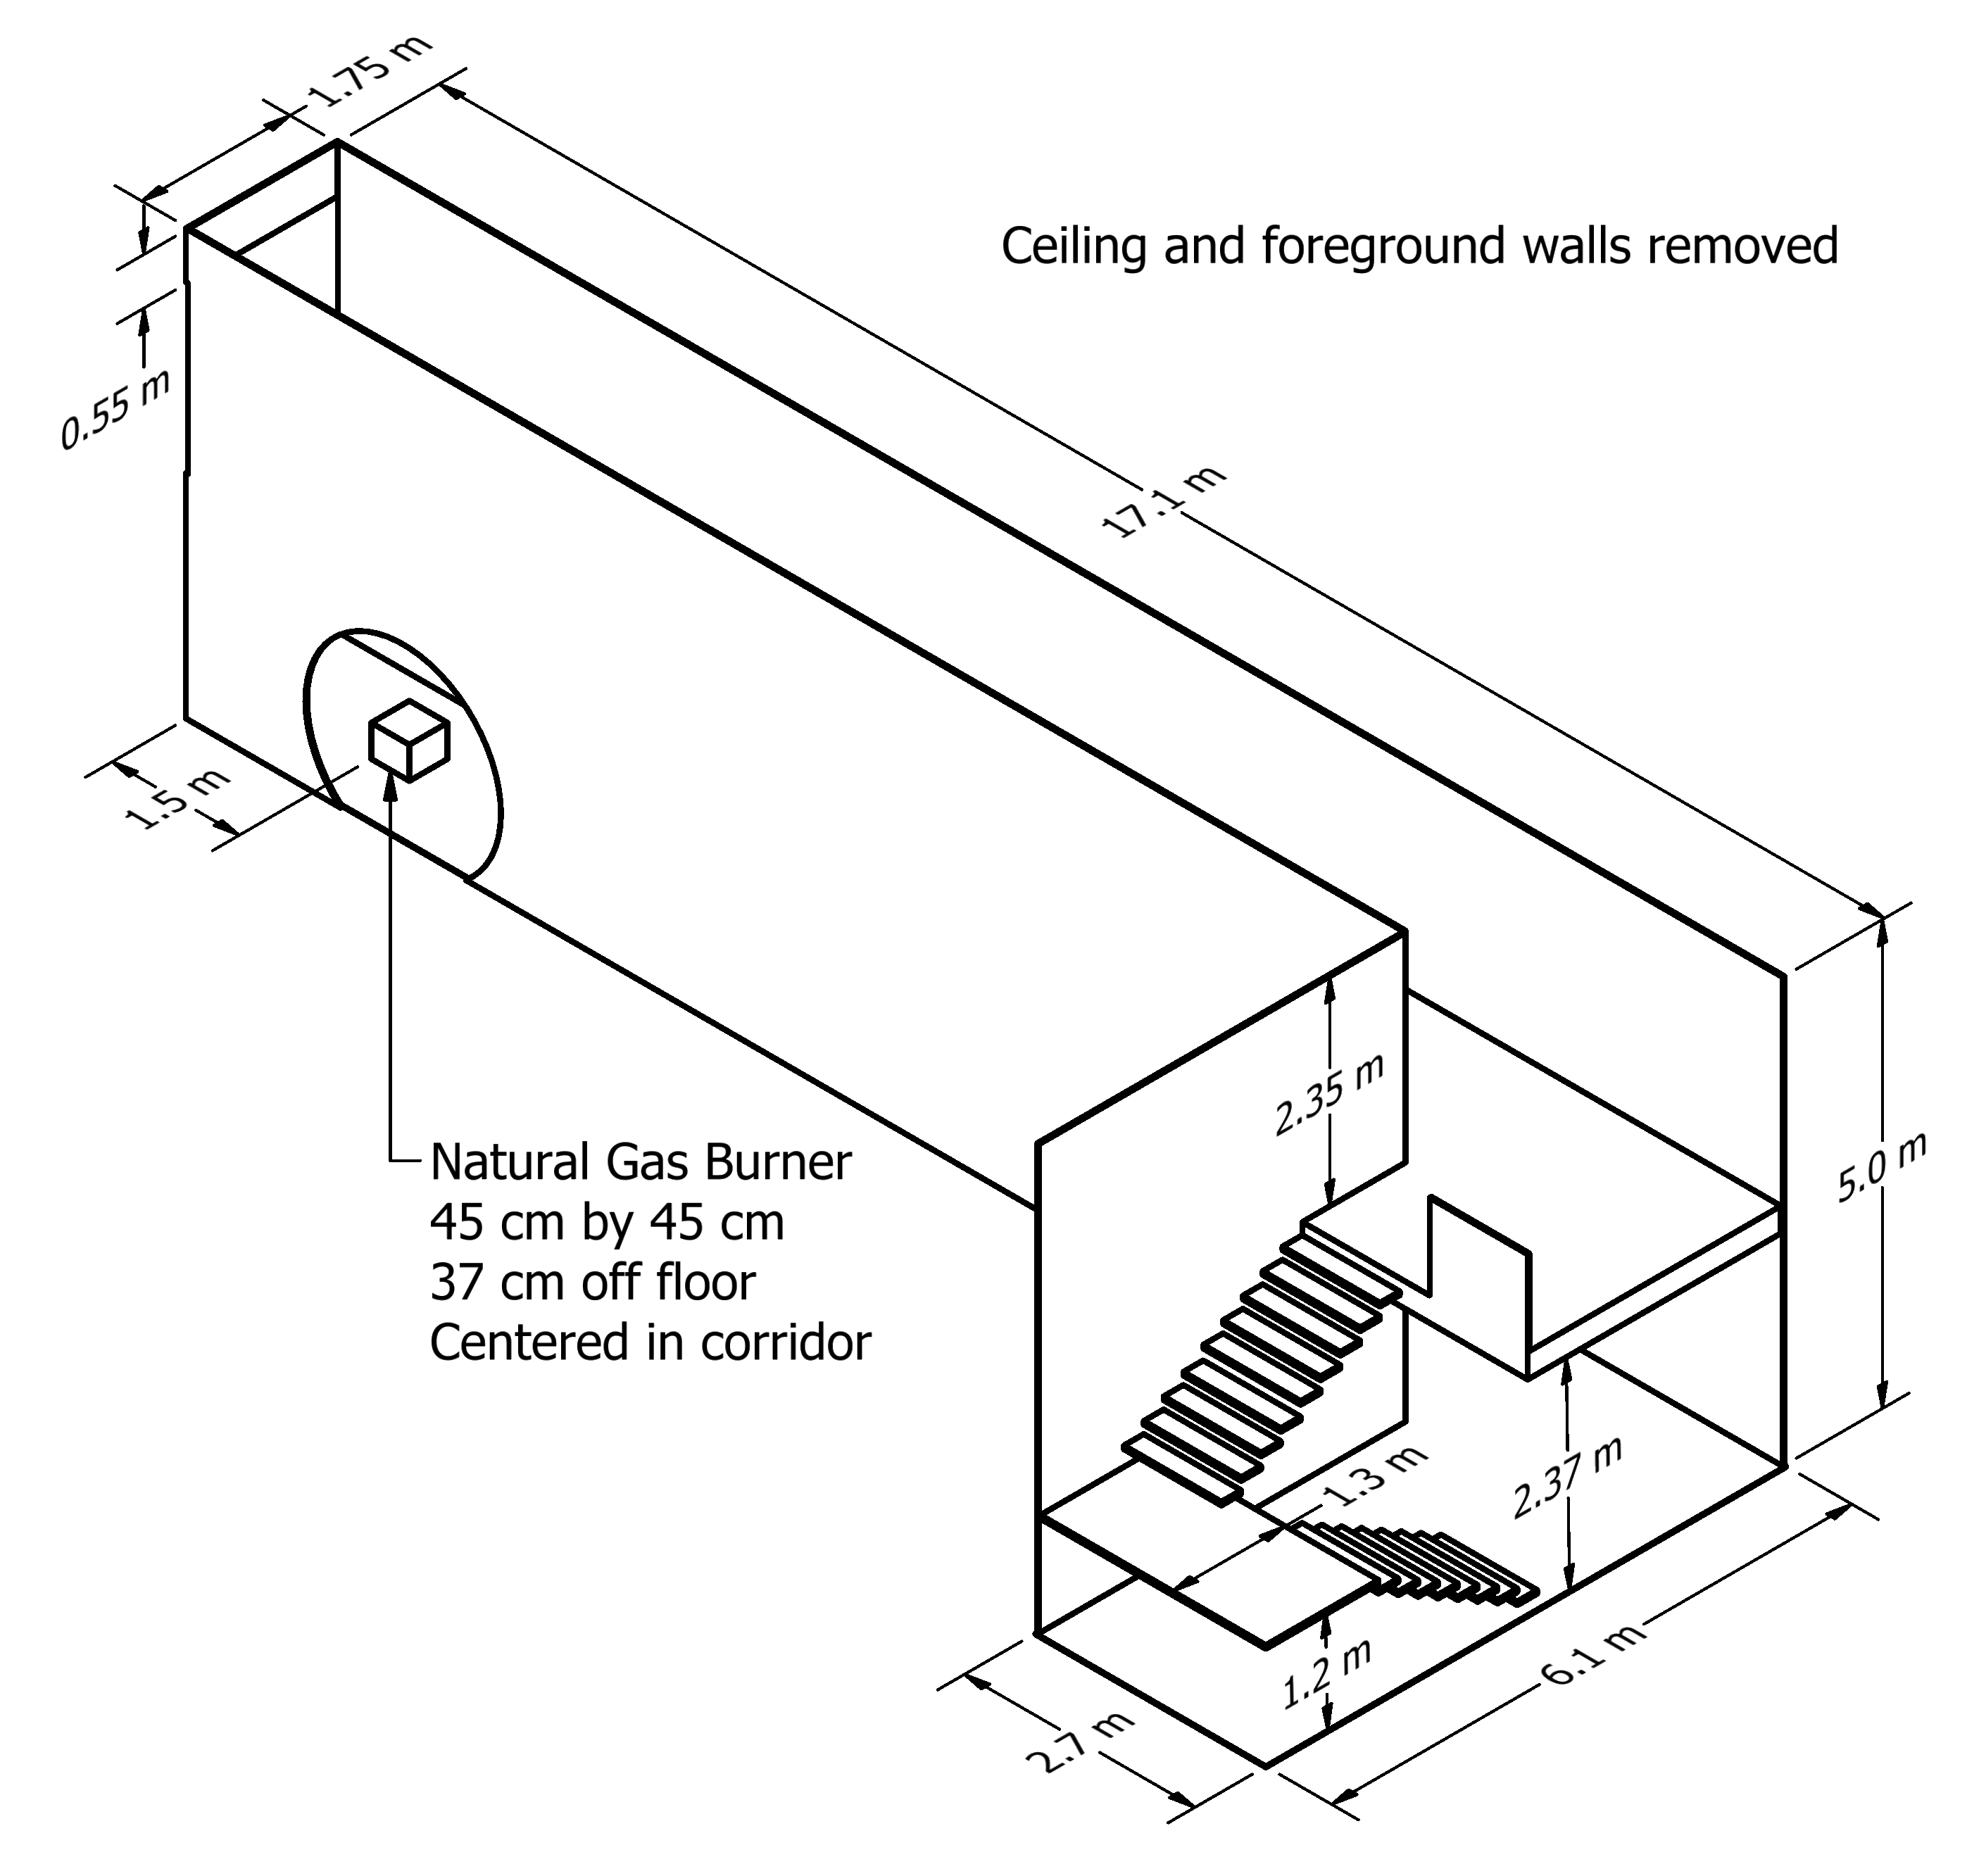 1.75 m
Ceiling and foreground walls removed
0.55 m
17.1 m
1.5 m
2.35 m
5.0 m
Natural Gas Burner
45 cm by 45 cm
37 cm off floor
Centered in corridor
1.3 m
2.37 m
1.2 m
6.1 m
2.7 m